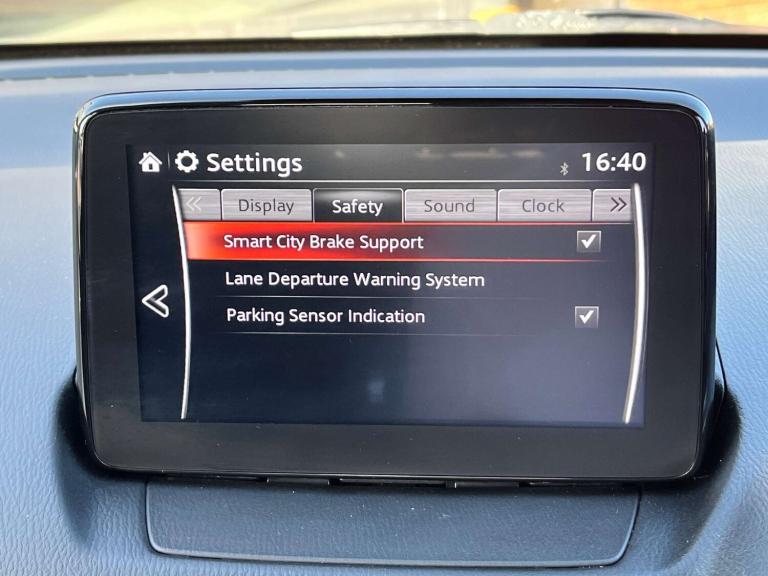 Settings 16:40
Display Safety Sound Clock
Smart City Brake Support
Lane Departure Warning System
Parking Sensor Indication